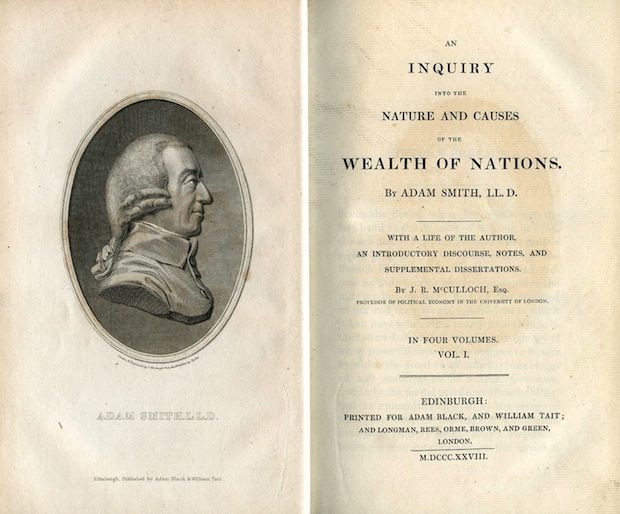 ADAM SMITH, LL.D.
Edinburgh, Published by Adam Black & William Tait.
AN
INQUIRY
INTO THE
NATURE AND CAUSES
OF THE
WEALTH OF NATIONS.
BY ADAM SMITH, LL. D.
WITH A LIFE OF THE AUTHOR,
AN INTRODUCTORY DISCOURSE, NOTES, AND
SUPPLEMENTAL DISSERTATIONS.
BY J. R. M‘CULLOCH, ESQ.
PROFESSOR OF POLITICAL ECONOMY IN THE UNIVERSITY OF LONDON.
IN FOUR VOLUMES.
VOL. I.
EDINBURGH:
PRINTED FOR ADAM BLACK, AND WILLIAM TAIT;
AND LONGMAN, REES, ORME, BROWN, AND GREEN,
LONDON.
M.DCCC.XXVIII.